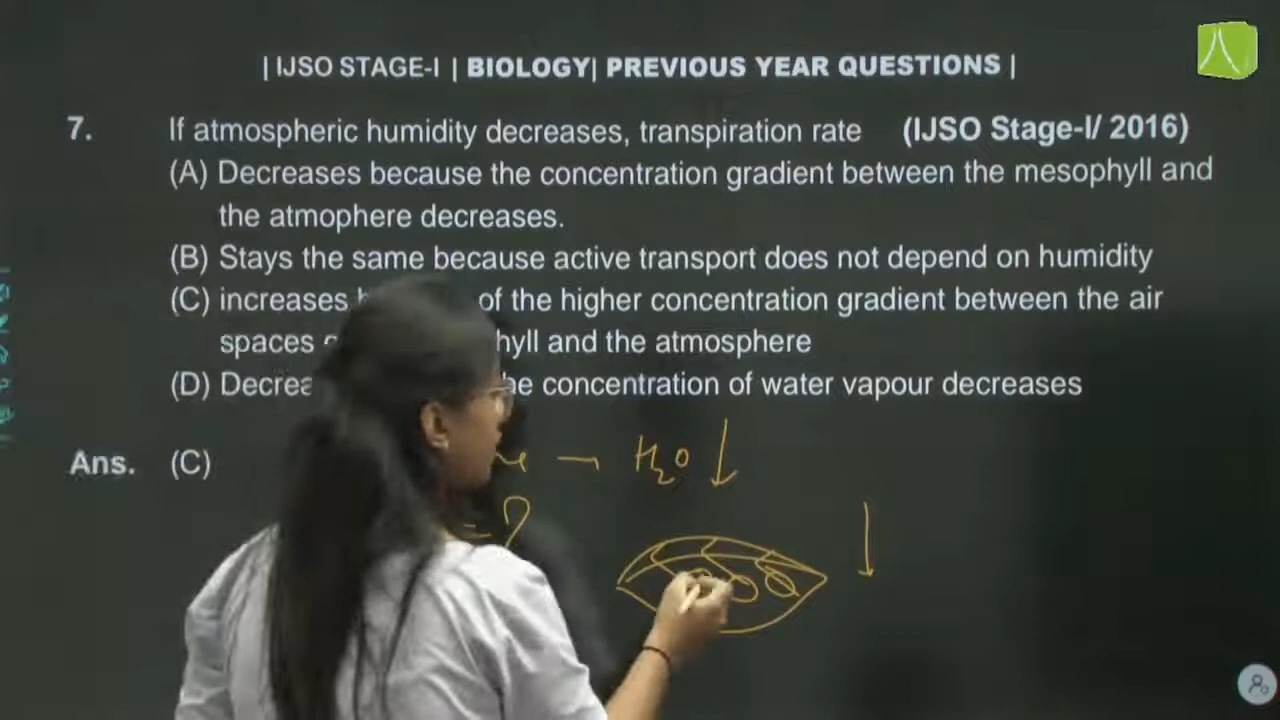 | IJSO STAGE-I | BIOLOGY| PREVIOUS YEAR QUESTIONS |
7. If atmospheric humidity decreases, transpiration rate (IJSO Stage-I/ 2016)
(A) Decreases because the concentration gradient between the mesophyll and
the atmophere decreases.
(B) Stays the same because active transport does not depend on humidity
(C) increases of the higher concentration gradient between the air
spaces and the atmosphere
(D) concentration of water vapour decreases
Ans. (C)
H₂O ↓
= ?
↓